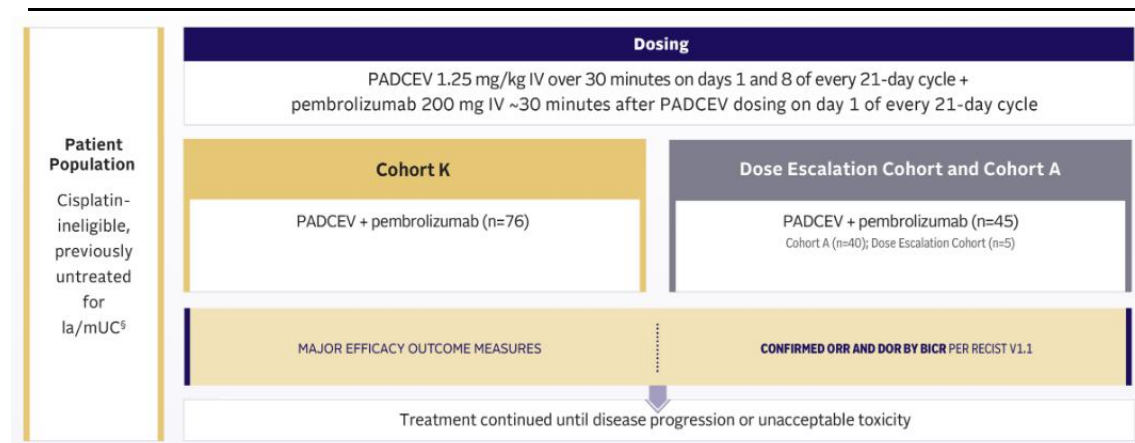 Dosing
PADCEV 1.25 mg/kg IV over 30 minutes on days 1 and 8 of every 21-day cycle +
pembrolizumab 200 mg IV ~30 minutes after PADCEV dosing on day 1 of every 21-day cycle
Patient
Population
Cisplatin-
ineligible,
previously
untreated
for
la/mUC§
Cohort K
PADCEV + pembrolizumab (n=76)
Dose Escalation Cohort and Cohort A
PADCEV + pembrolizumab (n=45)
Cohort A (n=40); Dose Escalation Cohort (n=5)
MAJOR EFFICACY OUTCOME MEASURES
CONFIRMED ORR AND DOR BY BICR PER RECIST V1.1
Treatment continued until disease progression or unacceptable toxicity